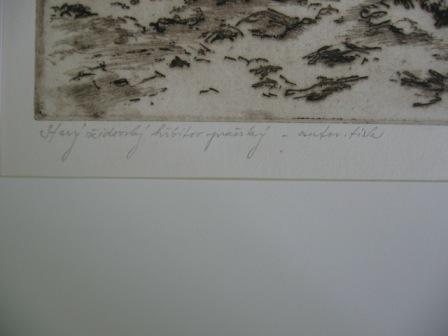 Starý židovský hřbitov pražský - autor. tisk